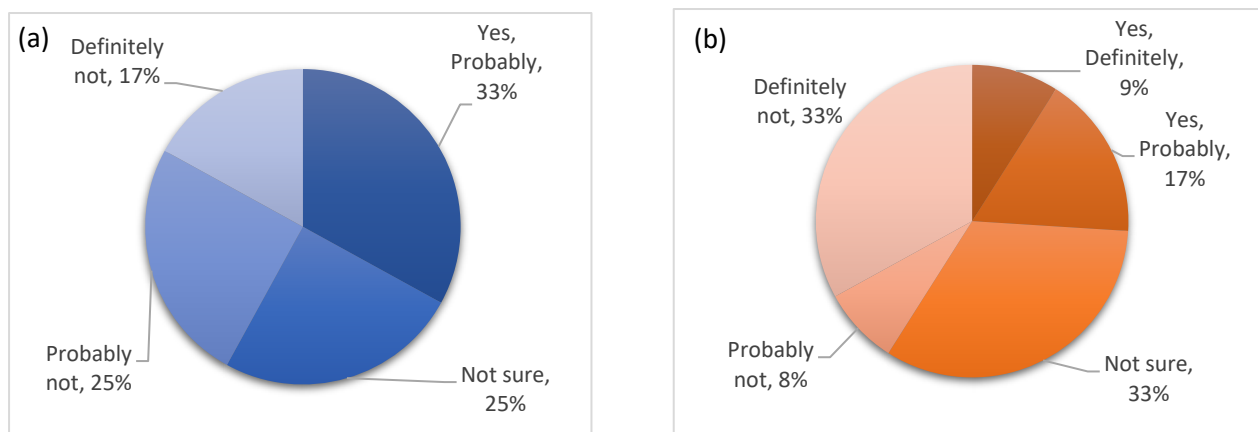 (a)
Definitely
not, 17%
Yes,
Probably,
33%
Probably
not, 25%
Not sure,
25%
(b)
Definitely
not, 33%
Yes,
Definitely,
9%
Yes,
Probably,
17%
Probably
not, 8%
Not sure,
33%